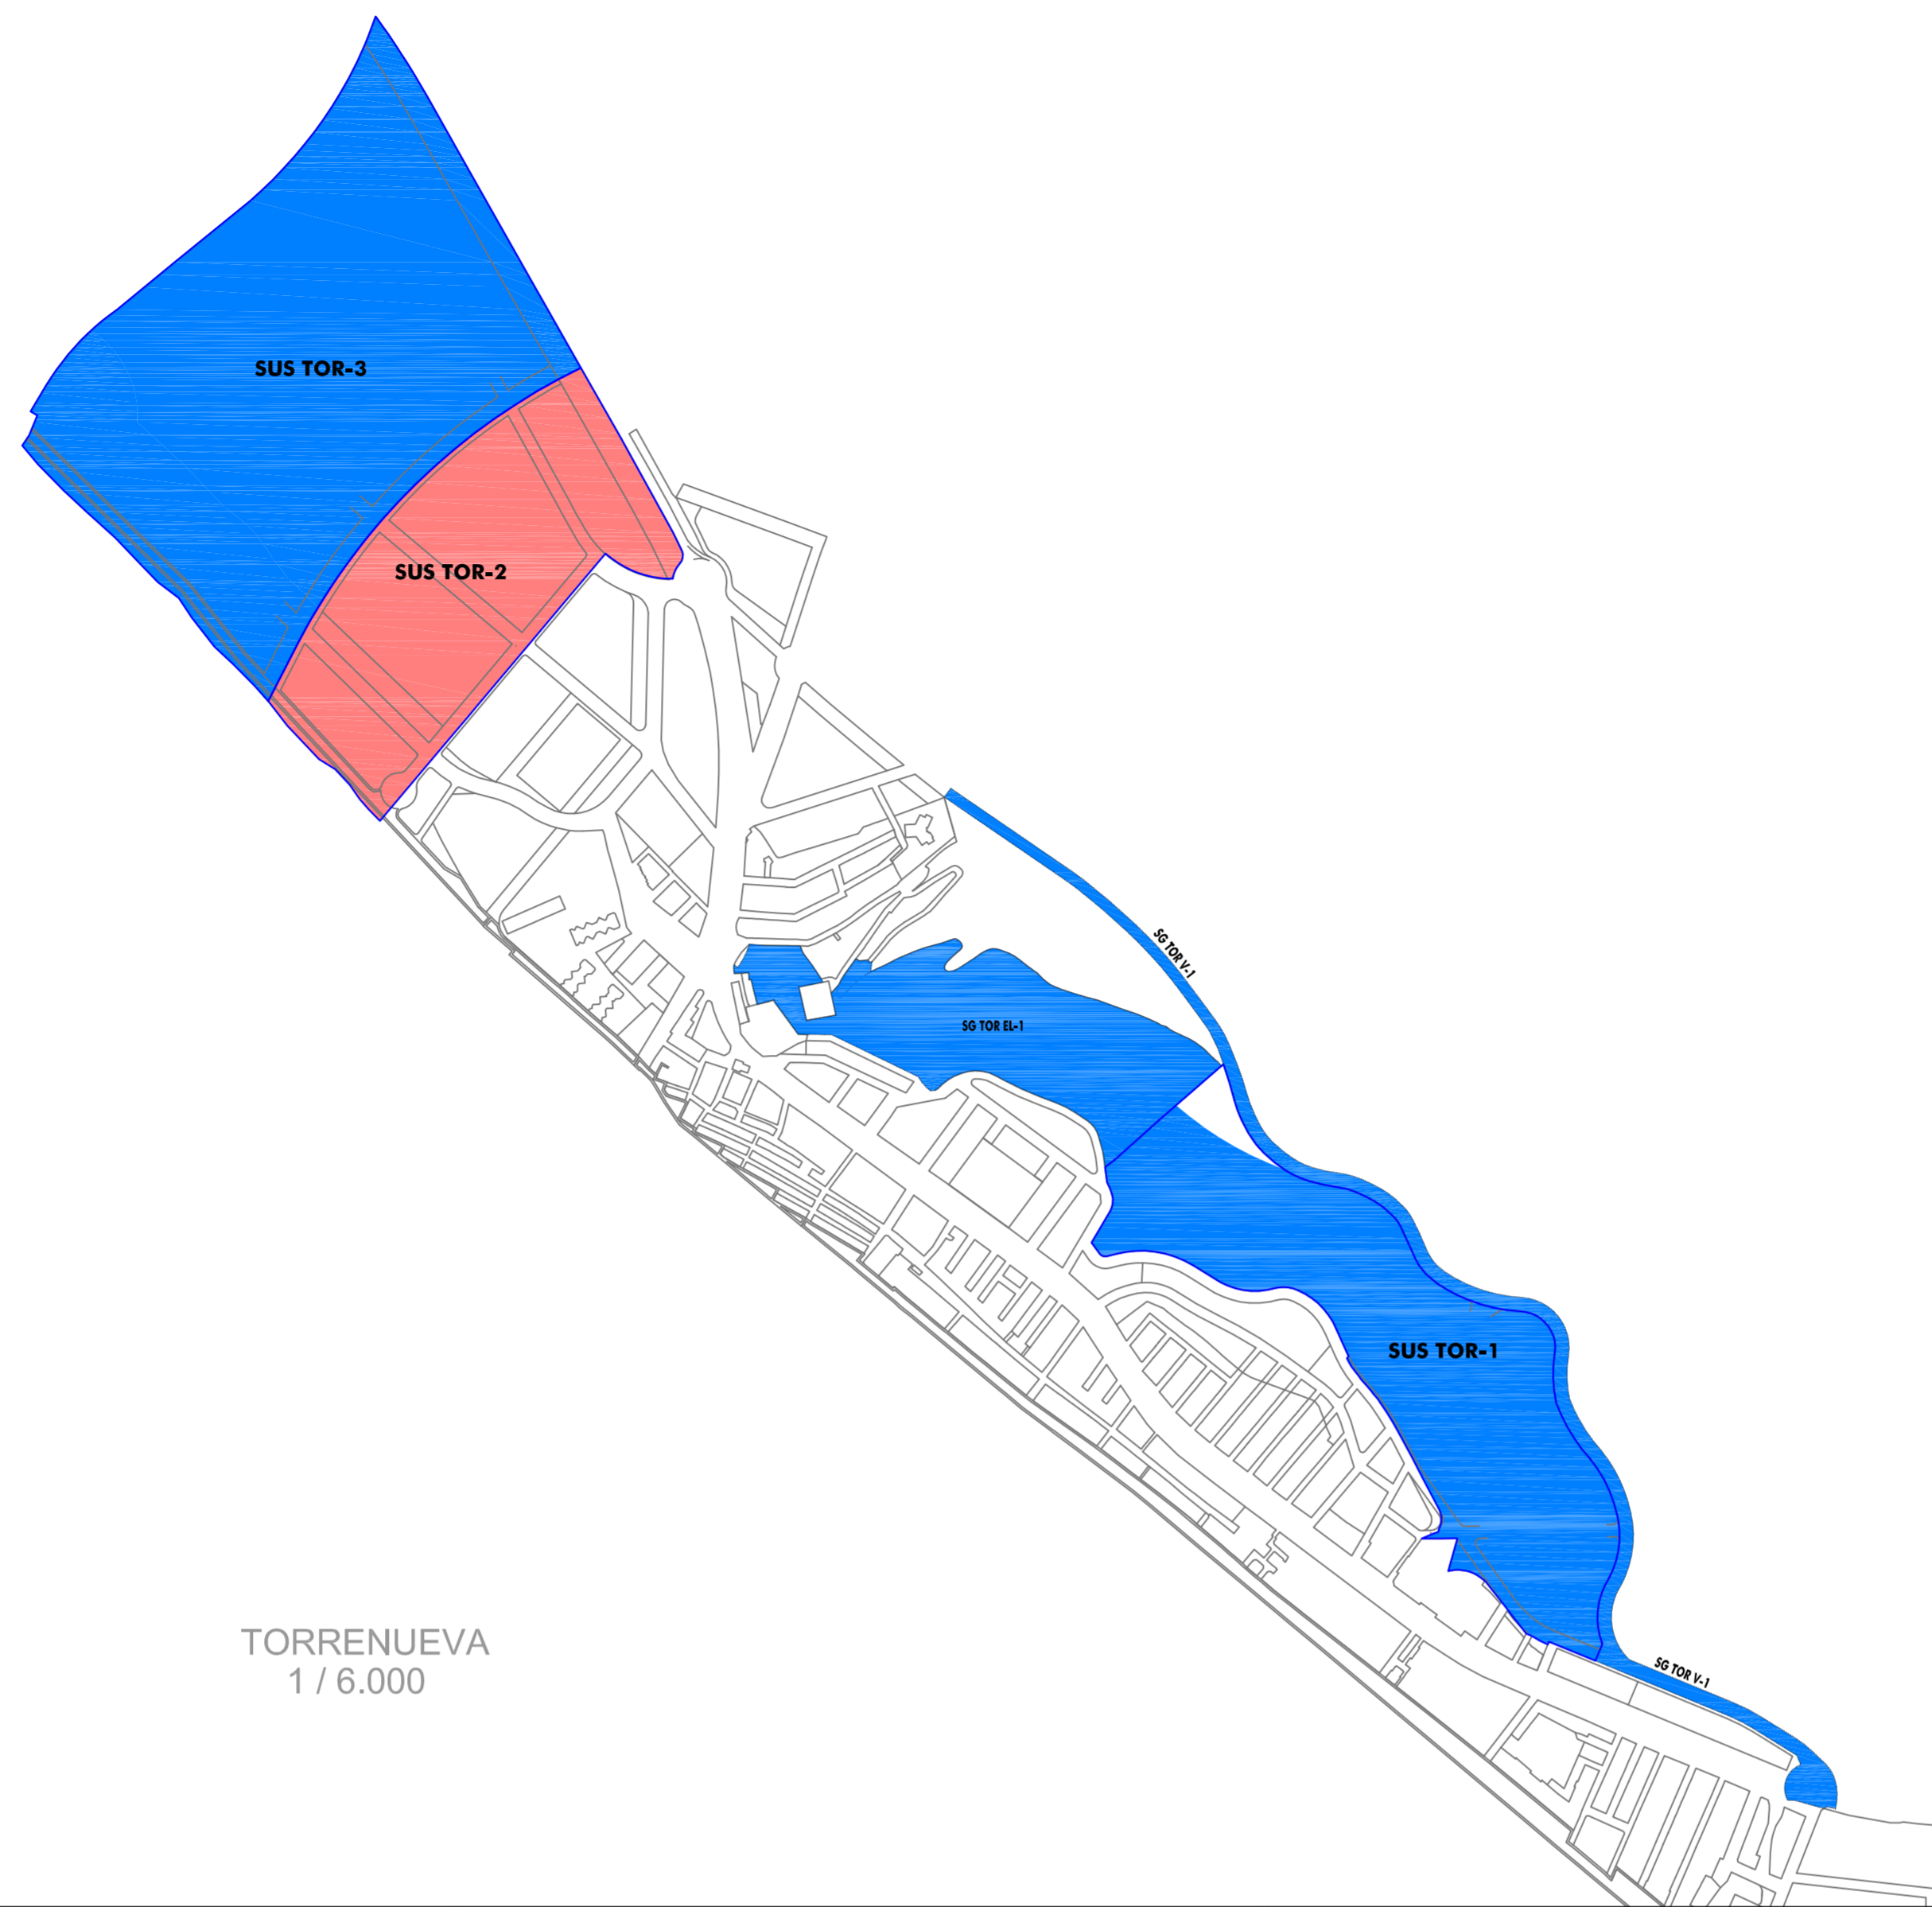 SUS TOR-3
SUS TOR-2
SG TOR V-1
SG TOR EL-1
SUS TOR-1
TORRENUEVA
1 / 6.000
SG TOR V-1